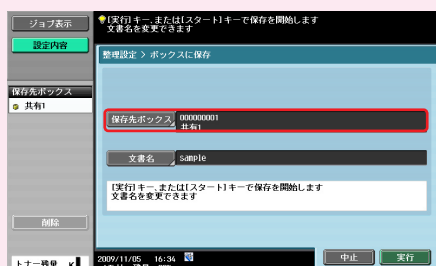 ジョブ表示
設定内容
[実行]キー、または[スタート]キーで保存を開始します
文書名を変更できます
整理設定 > ボックスに保存
保存先ボックス
共有1
保存先ボックス
000000001
共有1
文書名
sample
[実行]キー、または[スタート]キーで保存を開始します
文書名を変更できます
削除
トナー残量 K
2009/11/05 16:34
中止
実行